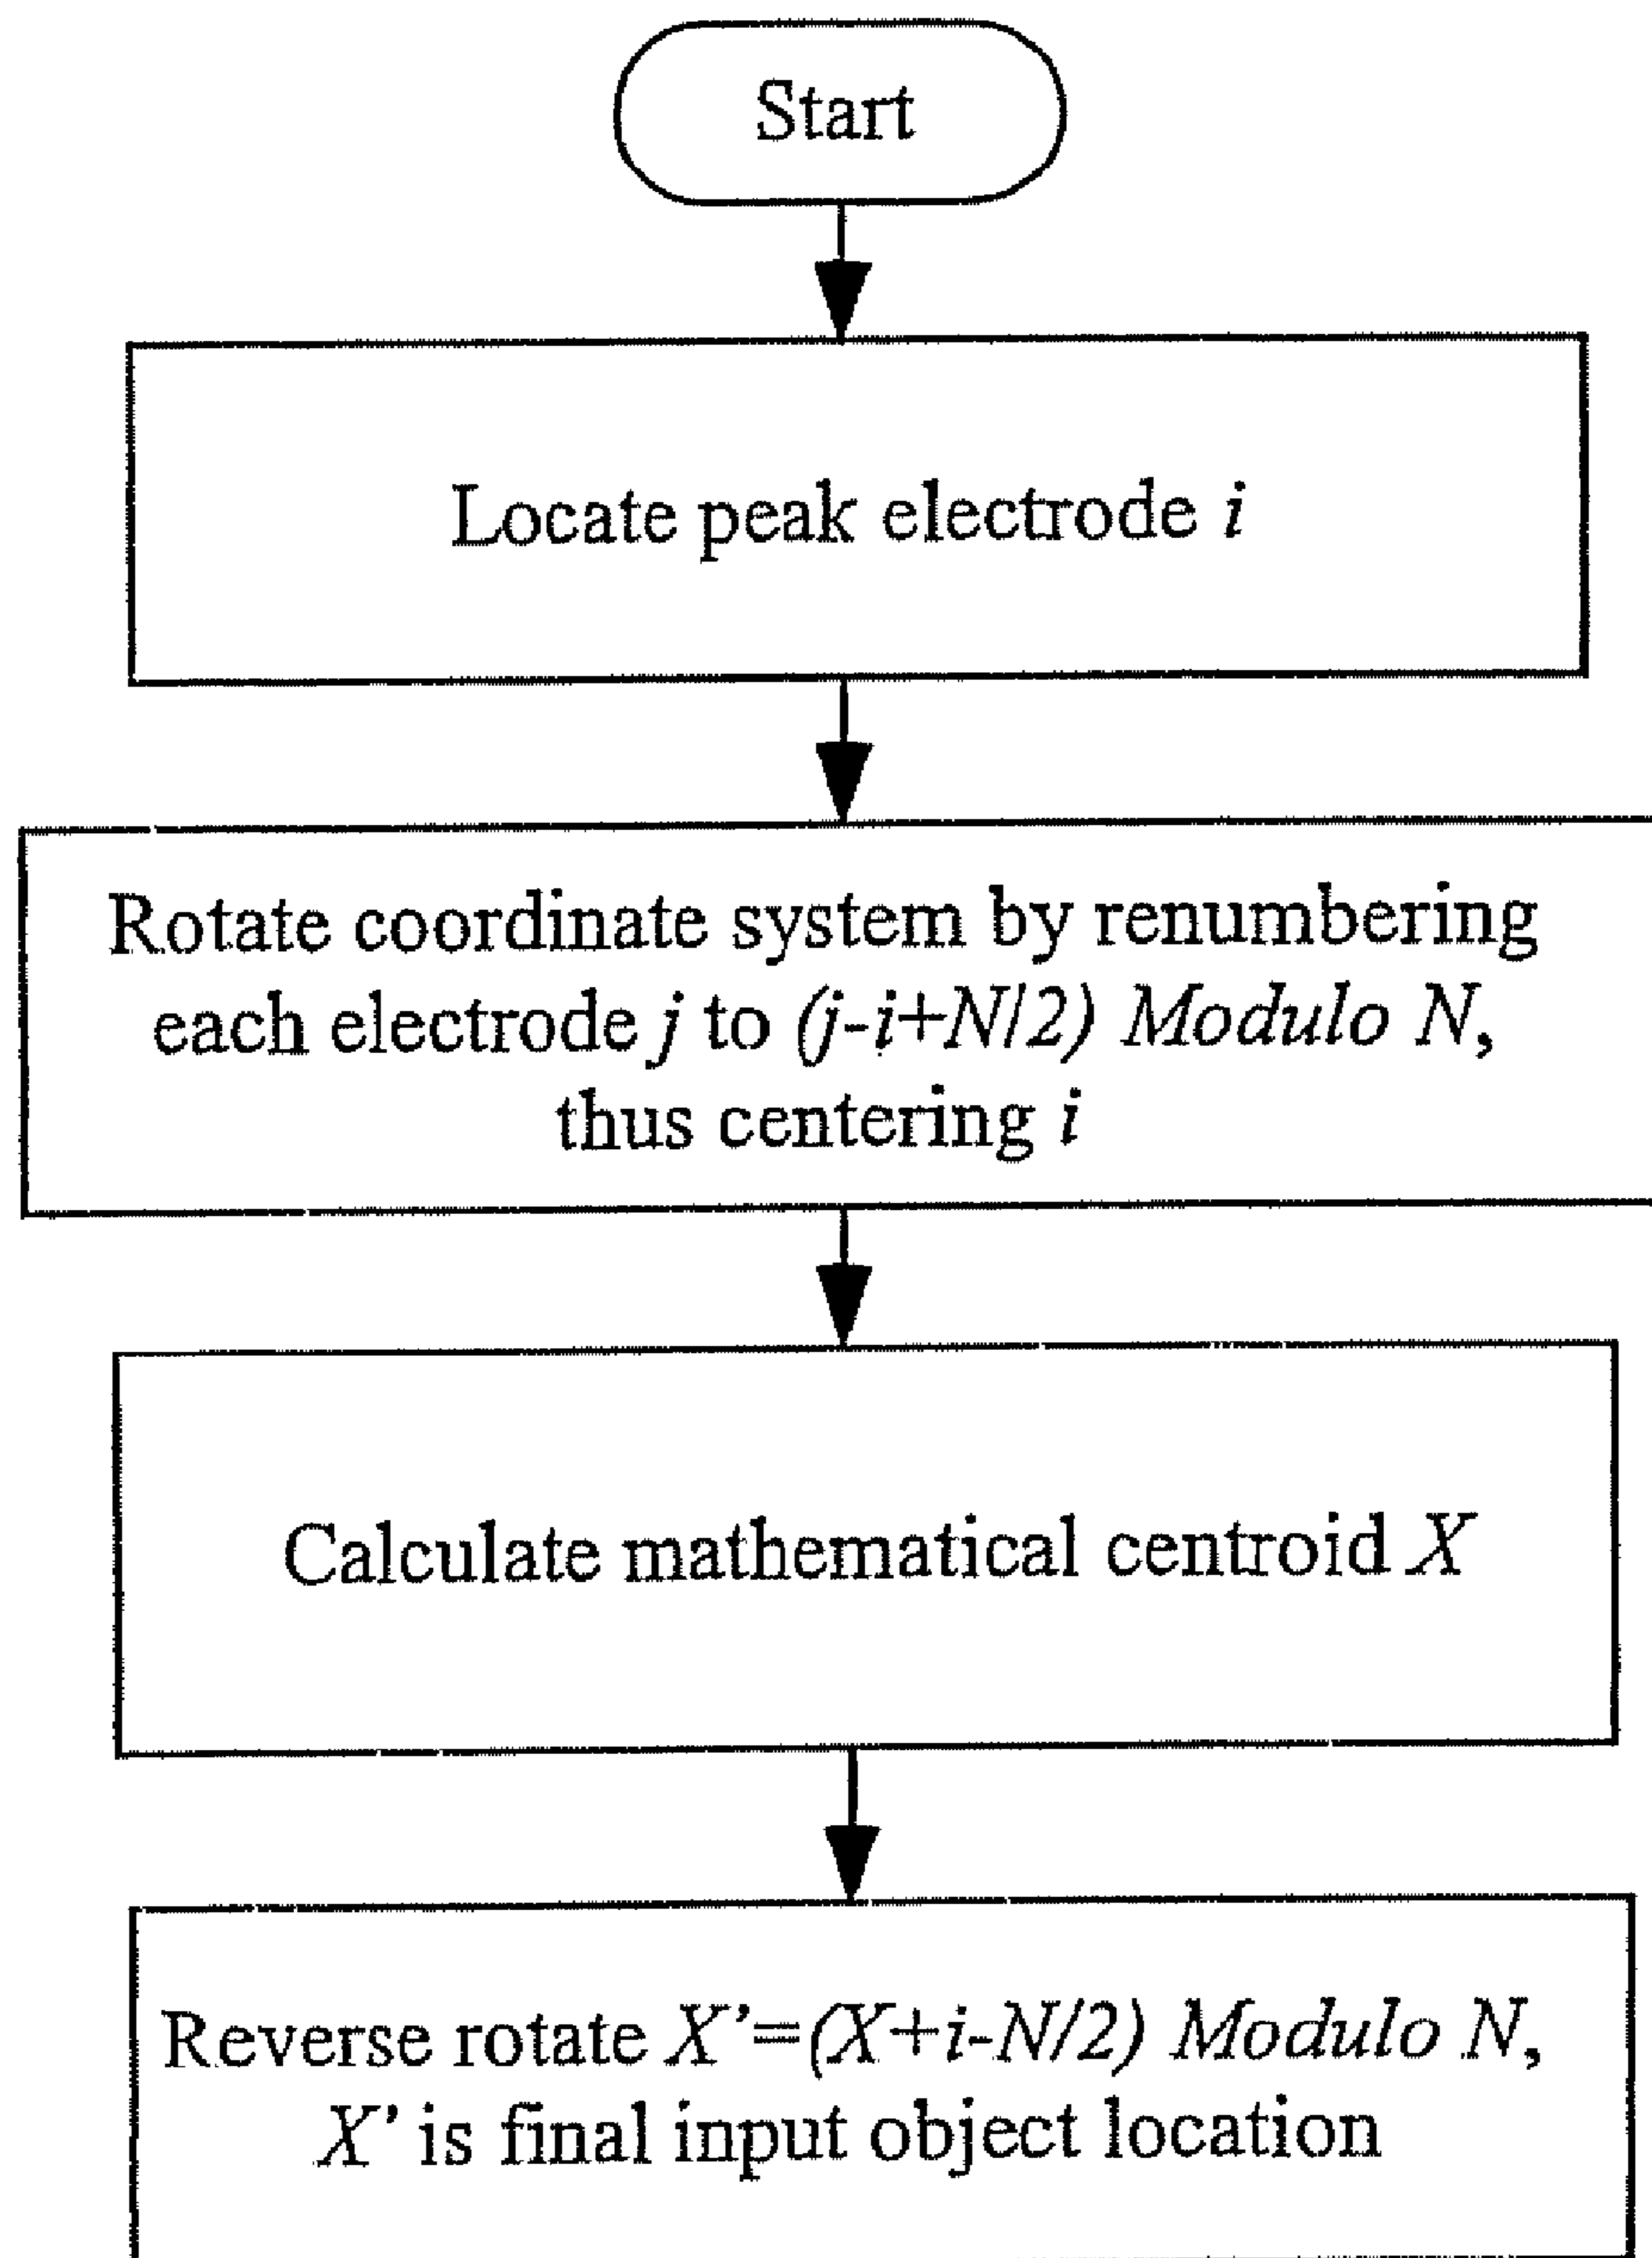 Start
Locate peak electrode i
Rotate coordinate system by renumbering
each electrode j to (j-i+N/2) Modulo N,
thus centering i
Calculate mathematical centroid X
Reverse rotate X'=(X+i-N/2) Modulo N,
X' is final input object location